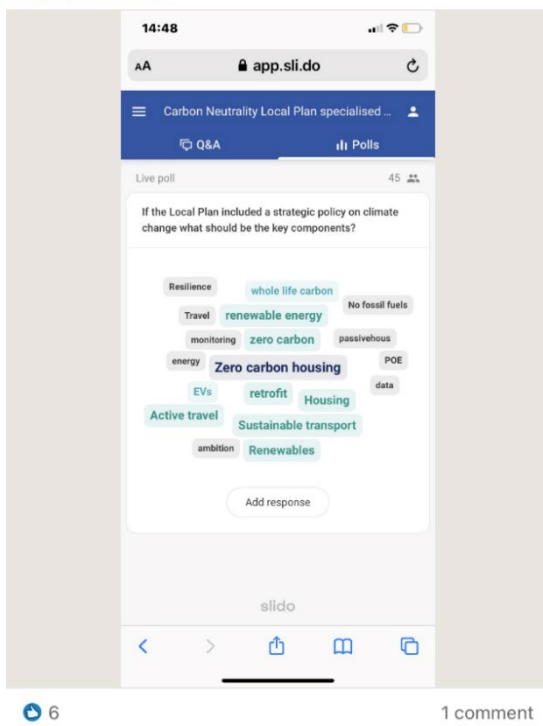 14:48
AA app.sli.do
Carbon Neutrality Local Plan specialised ...
Q&A Polls
Live poll 45
If the Local Plan included a strategic policy on climate
change what should be the key components?
Resilience
whole life carbon
No fossil fuels
Travel
renewable energy
monitoring
zero carbon
passivehous
energy
Zero carbon housing
POE
EVs
retrofit
data
Housing
Active travel
Sustainable transport
ambition
Renewables
Add response
slido
6 1 comment